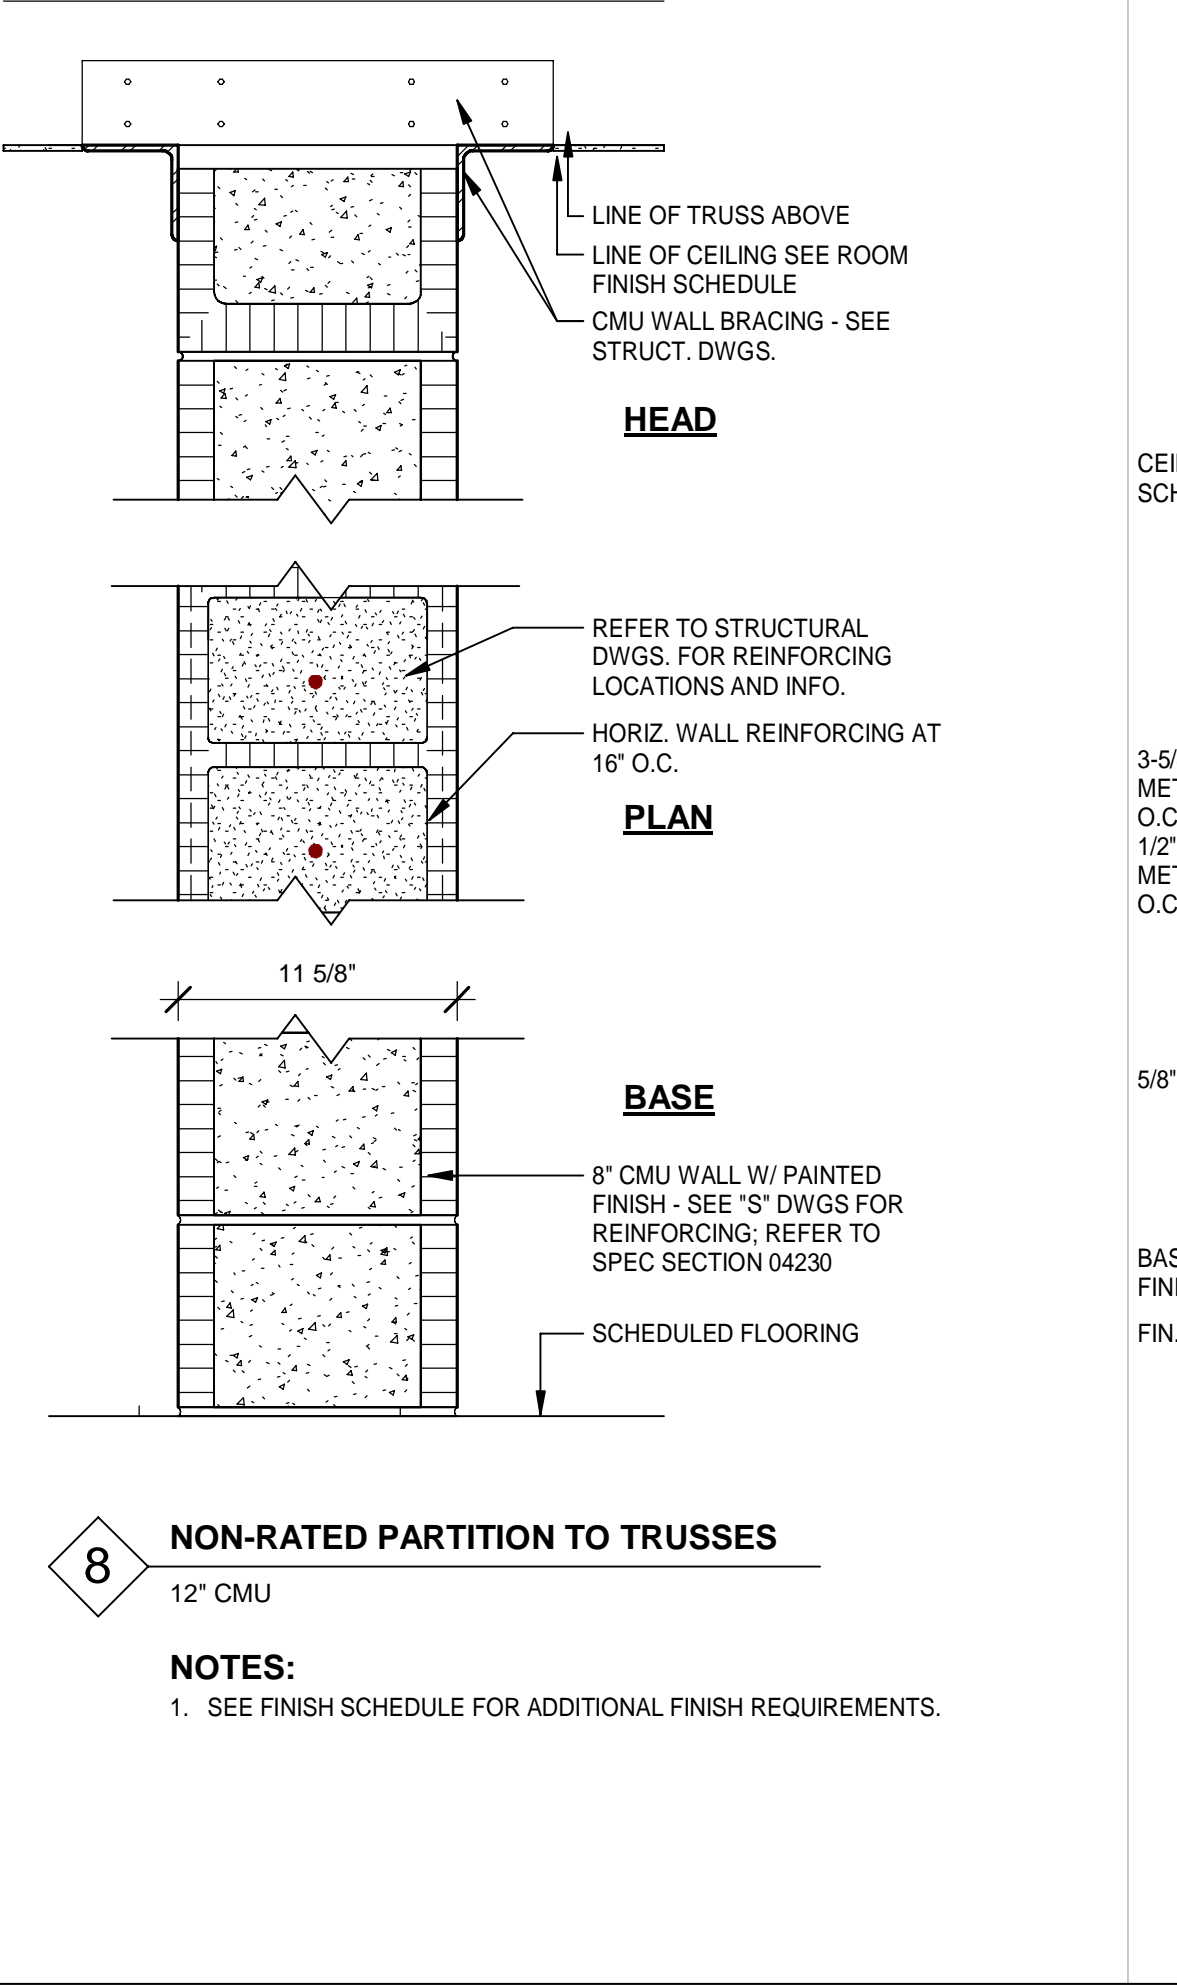 LINE OF TRUSS ABOVE
LINE OF CEILING SEE ROOM
FINISH SCHEDULE
CMU WALL BRACING - SEE
STRUCT. DWGS.
HEAD
REFER TO STRUCTURAL
DWGS. FOR REINFORCING
LOCATIONS AND INFO.
HORIZ. WALL REINFORCING AT
16" O.C.
PLAN
11 5/8"
BASE
8" CMU WALL W/ PAINTED
FINISH - SEE "S" DWGS FOR
REINFORCING; REFER TO
SPEC SECTION 04230
SCHEDULED FLOORING
8
NON-RATED PARTITION TO TRUSSES
12" CMU
NOTES:
1. SEE FINISH SCHEDULE FOR ADDITIONAL FINISH REQUIREMENTS.
1/2"
5/8"
FIN.